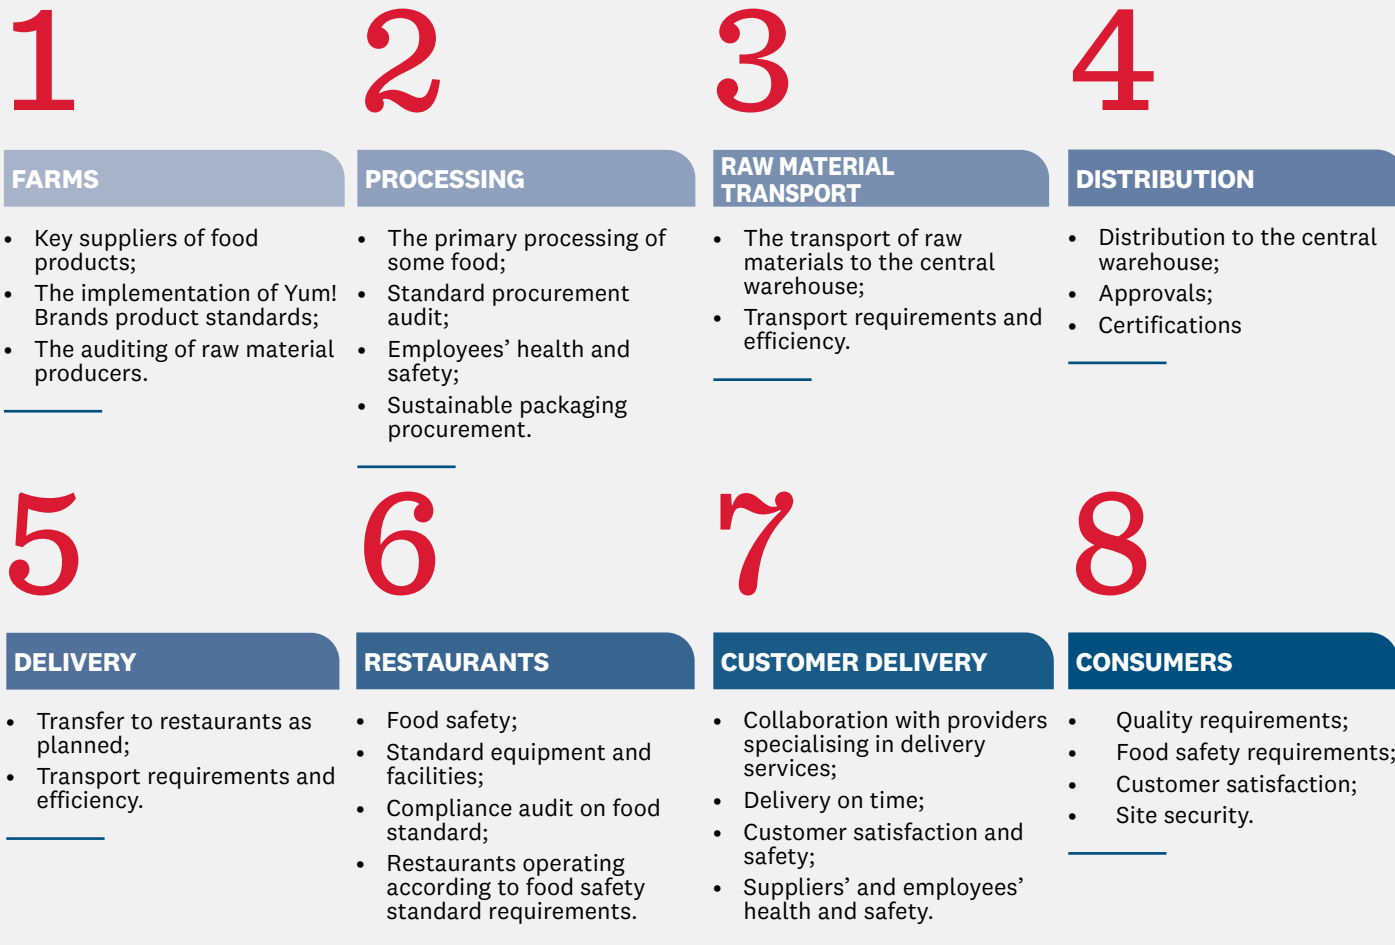 1
FARMS
• Key suppliers of food
products;
• The implementation of Yum!
Brands product standards;
• The auditing of raw material
producers.
2
PROCESSING
• The primary processing of
some food;
• Standard procurement
audit;
• Employees’ health and
safety;
• Sustainable packaging
procurement.
3
RAW MATERIAL
TRANSPORT
• The transport of raw
materials to the central
warehouse;
• Transport requirements and
efficiency.
4
DISTRIBUTION
• Distribution to the central
warehouse;
• Approvals;
• Certifications
5
DELIVERY
• Transfer to restaurants as
planned;
• Transport requirements and
efficiency.
6
RESTAURANTS
• Food safety;
• Standard equipment and
facilities;
• Compliance audit on food
standard;
• Restaurants operating
according to food safety
standard requirements.
7
CUSTOMER DELIVERY
• Collaboration with providers
specialising in delivery
services;
• Delivery on time;
• Customer satisfaction and
safety;
• Suppliers’ and employees’
health and safety.
8
CONSUMERS
• Quality requirements;
• Food safety requirements;
• Customer satisfaction;
• Site security.